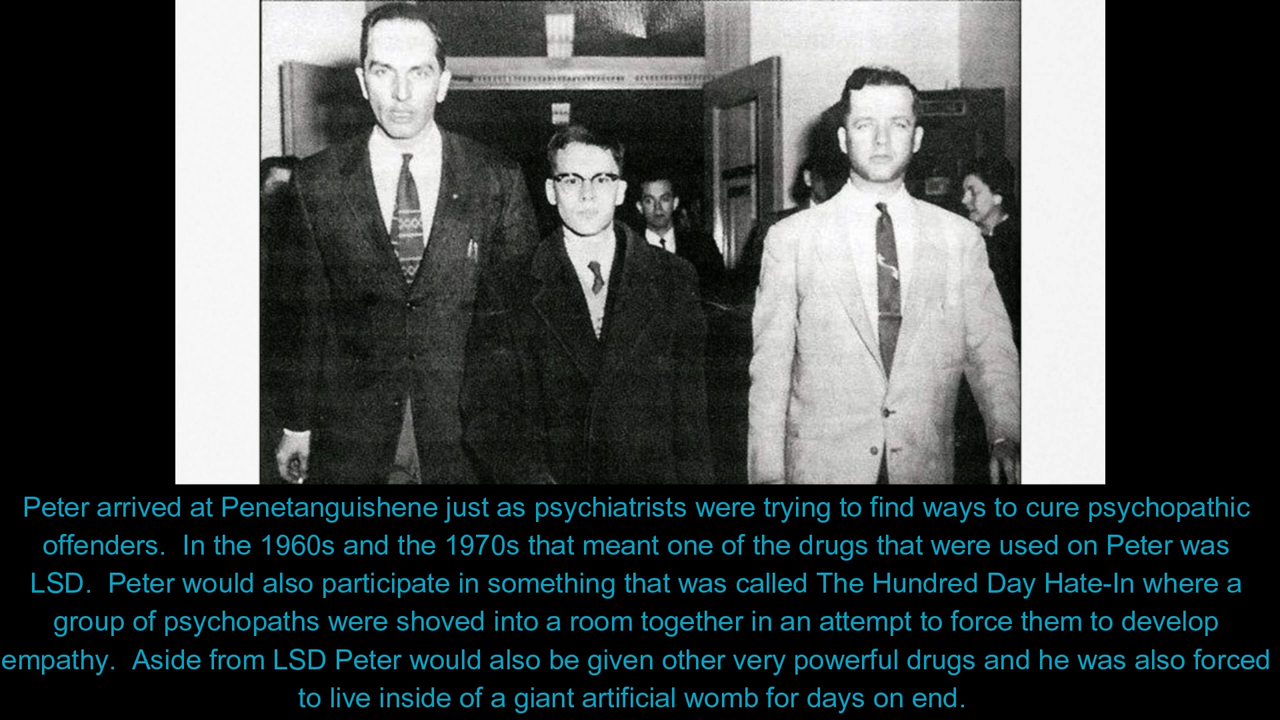 Peter arrived at Penetanguishene just as psychiatrists were trying to find ways to cure psychopathic
offenders.  In the 1960s and the 1970s that meant one of the drugs that were used on Peter was
LSD.  Peter would also participate in something that was called The Hundred Day Hate-In where a
group of psychopaths were shoved into a room together in an attempt to force them to develop
empathy.  Aside from LSD Peter would also be given other very powerful drugs and he was also forced
to live inside of a giant artificial womb for days on end.